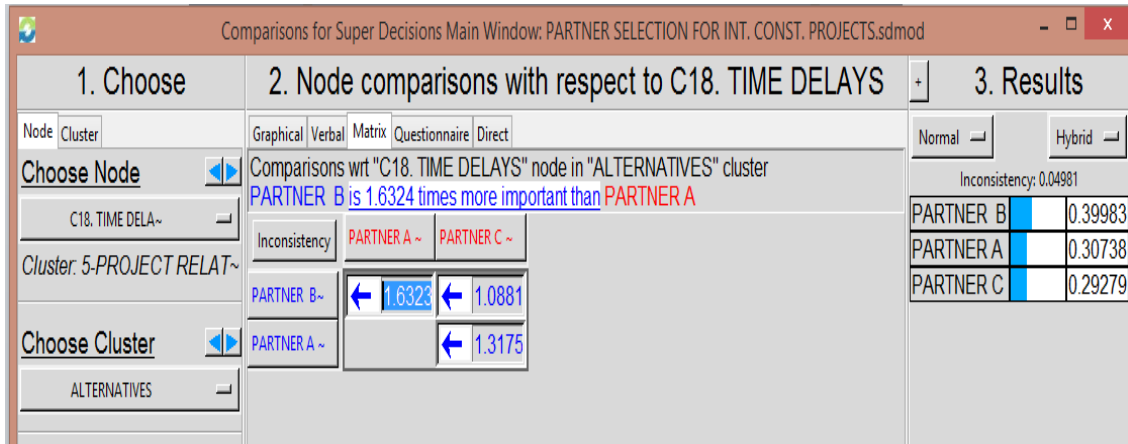 Comparisons for Super Decisions Main Window: PARTNER SELECTION FOR INT. CONST. PROJECTS.sdmod
1. Choose
2. Node comparisons with respect to C18. TIME DELAYS
+ 3. Results
Node Cluster
Graphical Verbal Matrix Questionnaire Direct
Normal Hybrid
Choose Node
Comparisons wrt "C18. TIME DELAYS" node in "ALTERNATIVES" cluster
PARTNER B is 1.6324 times more important than PARTNER A
Inconsistency: 0.04981
C18. TIME DELA~
Cluster: 5-PROJECT RELAT~
Inconsistency PARTNER A ~ PARTNER C ~
PARTNER B~ 1.6323 1.0881
PARTNER A ~ 1.3175
PARTNER B 0.39983
PARTNER A 0.30738
PARTNER C 0.29279
Choose Cluster
ALTERNATIVES